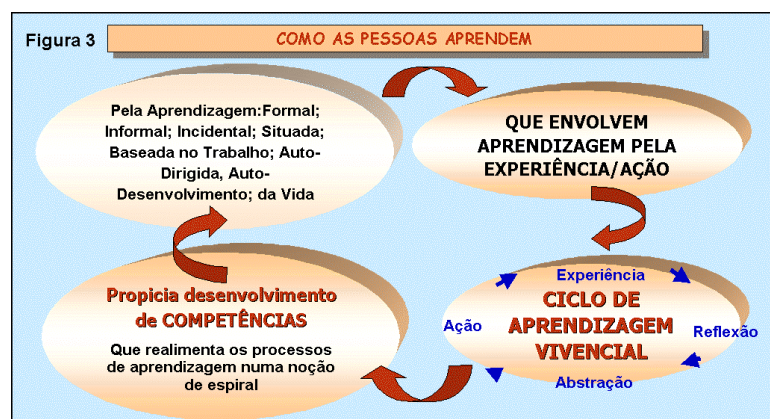 Figura 3
COMO AS PESSOAS APRENDEM
Pela Aprendizagem:Formal;
Informal; Incidental; Situada;
Baseada no Trabalho; Auto-
Dirigida, Auto-
Desenvolvimento; da Vida
QUE ENVOLVEM
APRENDIZAGEM PELA
EXPERIÊNCIA/AÇÃO
Experiência
CICLO DE
APRENDIZAGEM
VIVENCIAL
Ação
Reflexão
Abstração
Propicia desenvolvimento
de COMPETÊNCIAS
Que realimenta os processos
de aprendizagem numa noção
de espiral